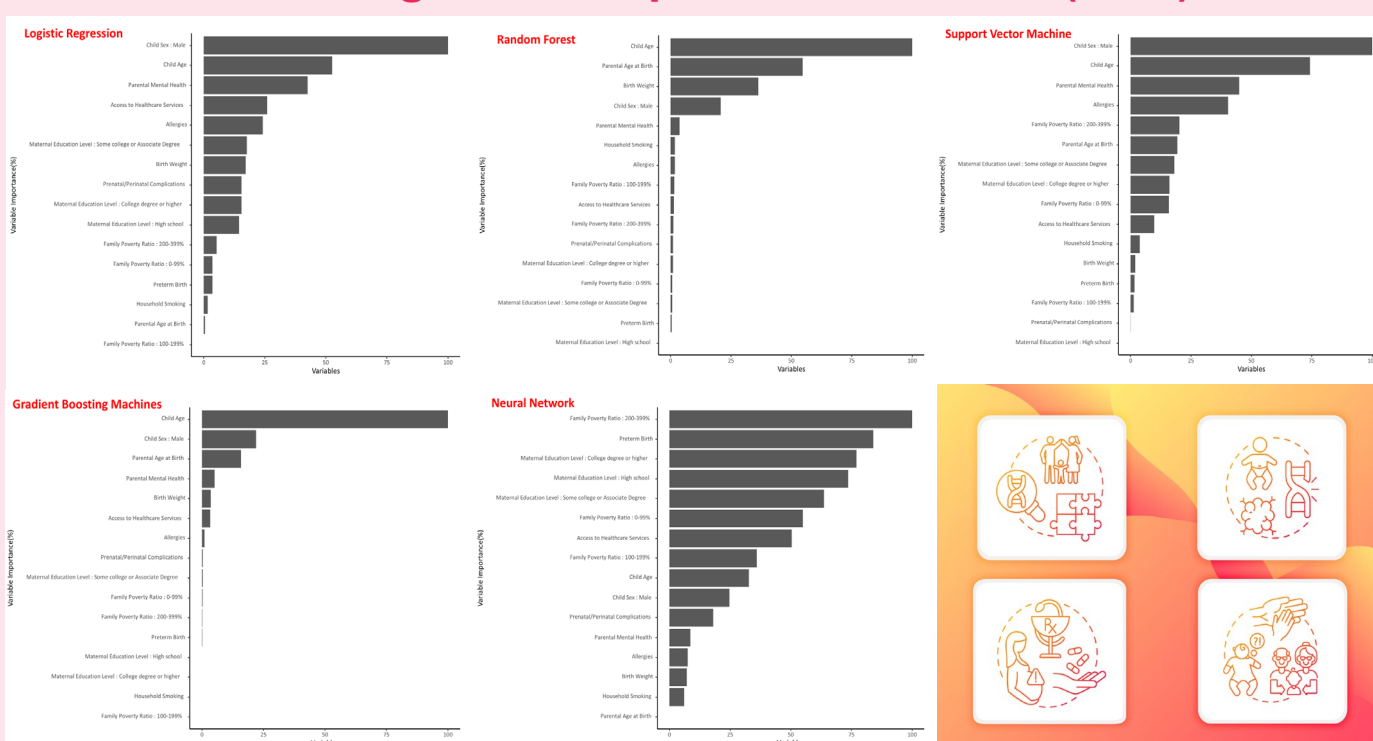 Logistic Regression
Child Sex : Male
Child Age
Parental Mental Health
Access to Healthcare Services
Allergies
Maternal Education Level : Some college or Associate Degree
Birth Weight
Prenatal/Perinatal Complications
Maternal Education Level : College degree or higher
Maternal Education Level : High school
Family Poverty Ratio : 200-399%
Family Poverty Ratio : 0-99%
Preterm Birth
Household Smoking
Parental Age at Birth
Family Poverty Ratio : 100-199%
Variable Importance(%)
0 25 50 75 100
Variables
Random Forest
Child Age
Parental Age at Birth
Birth Weight
Child Sex : Male
Parental Mental Health
Household Smoking
Allergies
Family Poverty Ratio : 100-199%
Access to Healthcare Services
Family Poverty Ratio : 200-399%
Prenatal/Perinatal Complications
Maternal Education Level : College degree or higher
Family Poverty Ratio : 0-99%
Maternal Education Level : Some college or Associate Degree
Preterm Birth
Maternal Education Level : High school
Variable Importance(%)
0 25 50 75 100
Variables
Support Vector Machine
Child Sex : Male
Child Age
Parental Mental Health
Allergies
Family Poverty Ratio : 200-399%
Parental Age at Birth
Maternal Education Level : Some college or Associate Degree
Maternal Education Level : College degree or higher
Family Poverty Ratio : 0-99%
Access to Healthcare Services
Household Smoking
Birth Weight
Preterm Birth
Family Poverty Ratio : 100-199%
Prenatal/Perinatal Complications
Maternal Education Level : High school
Variable Importance(%)
0 25 50 75
Variables
Gradient Boosting Machines
Child Age
Child Sex : Male
Parental Age at Birth
Parental Mental Health
Birth Weight
Access to Healthcare Services
Allergies
Prenatal/Perinatal Complications
Maternal Education Level : Some college or Associate Degree
Family Poverty Ratio : 0-99%
Family Poverty Ratio : 200-399%
Preterm Birth
Maternal Education Level : High school
Maternal Education Level : College degree or higher
Household Smoking
Family Poverty Ratio : 100-199%
Variable Importance(%)
0 25 50 75 100
Neural Network
Family Poverty Ratio : 200-399%
Preterm Birth
Maternal Education Level : College degree or higher
Maternal Education Level : High school
Maternal Education Level : Some college or Associate Degree
Family Poverty Ratio : 0-99%
Access to Healthcare Services
Family Poverty Ratio : 100-199%
Child Age
Child Sex : Male
Prenatal/Perinatal Complications
Parental Mental Health
Allergies
Birth Weight
Household Smoking
Parental Age at Birth
Variable Importance(%)
0 25 50 75 100
?!
Rx